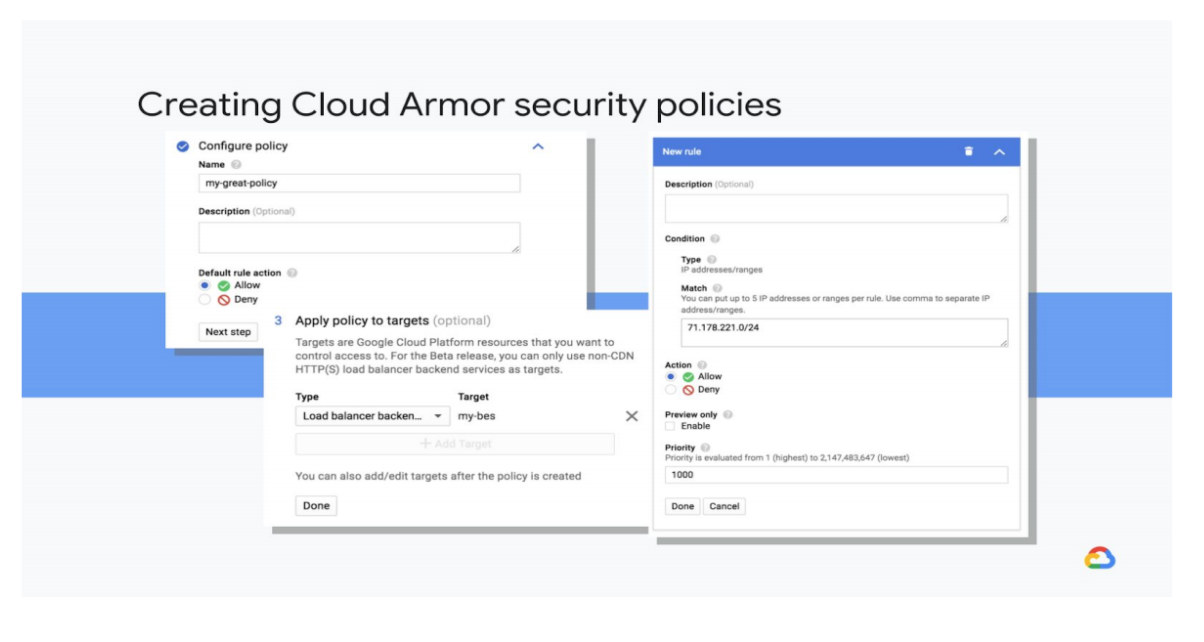 Creating Cloud Armor security policies
Configure policy
Name
my-great-policy
Description (Optional)
Default rule action
Allow
Deny
Next step
3 Apply policy to targets (optional)
Targets are Google Cloud Platform resources that you want to
control access to. For the Beta release, you can only use non-CDN
HTTP(S) load balancer backend services as targets.
Type Target
Load balancer backen... my-bes
+ Add Target
You can also add/edit targets after the policy is created
Done
New rule
Description (Optional)
Condition
Type
IP addresses/ranges
Match
You can put up to 5 IP addresses or ranges per rule. Use comma to separate IP
address/ranges.
71.178.221.0/24
Action
Allow
Deny
Preview only
Enable
Priority
Priority is evaluated from 1 (highest) to 2,147,483,647 (lowest)
1000
Done Cancel